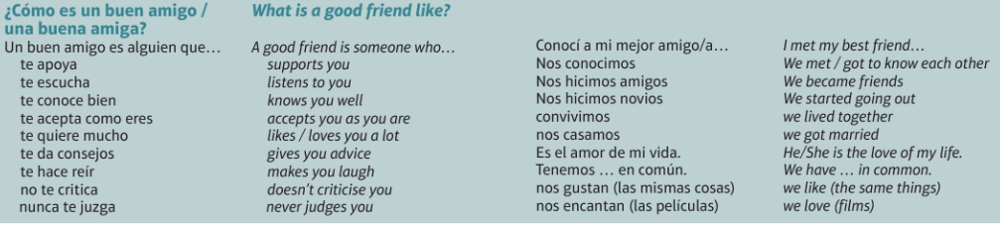 ¿Cómo es un buen amigo /
una buena amiga?
Un buen amigo es alguien que…
te apoya
te escucha
te conoce bien
te acepta como eres
te quiere mucho
te da consejos
te hace reír
no te critica
nunca te juzga
What is a good friend like?
A good friend is someone who…
supports you
listens to you
knows you well
accepts you as you are
likes / loves you a lot
gives you advice
makes you laugh
doesn't criticise you
never judges you
Conocí a mi mejor amigo/a…
Nos conocimos
Nos hicimos amigos
Nos hicimos novios
convivimos
nos casamos
Es el amor de mi vida.
Tenemos … en común.
nos gustan (las mismas cosas)
nos encantan (las películas)
I met my best friend…
We met / got to know each other
We became friends
We started going out
we lived together
we got married
He/She is the love of my life.
We have … in common.
we like (the same things)
we love (films)